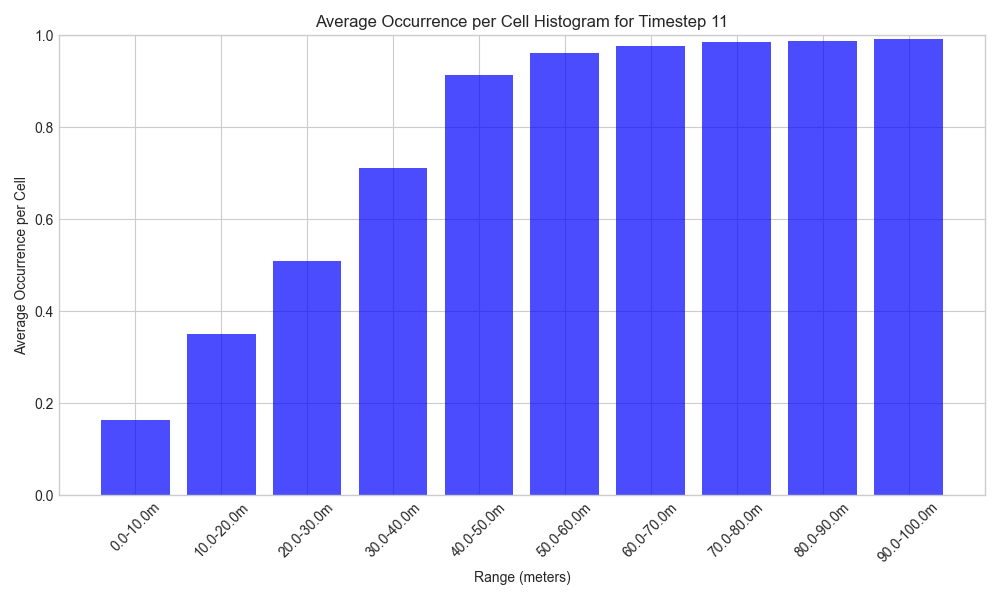 Average Occurrence per Cell Histogram for Timestep 11
Average Occurrence per Cell
1.0
0.8
0.6
0.4
0.2
0.0
0.0-10.0m
10.0-20.0m
20.0-30.0m
30.0-40.0m
40.0-50.0m
50.0-60.0m
60.0-70.0m
70.0-80.0m
80.0-90.0m
90.0-100.0m
Range (meters)